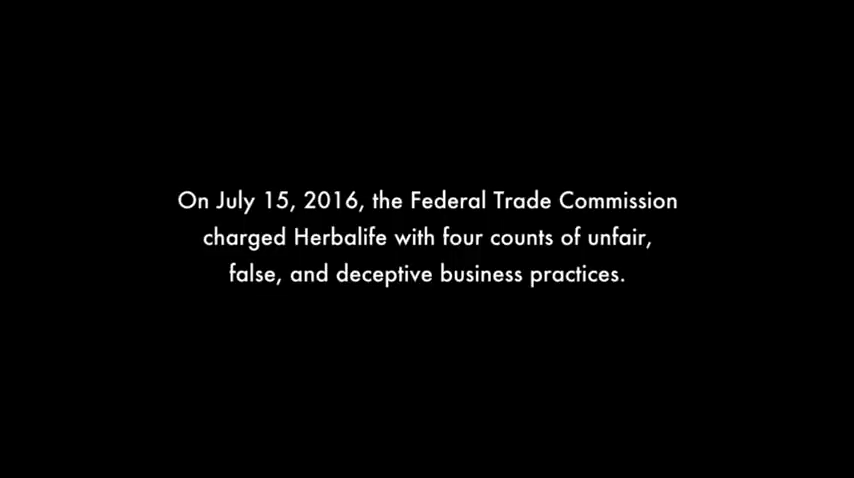 On July 15, 2016, the Federal Trade Commission
charged Herbalife with four counts of unfair,
false, and deceptive business practices.